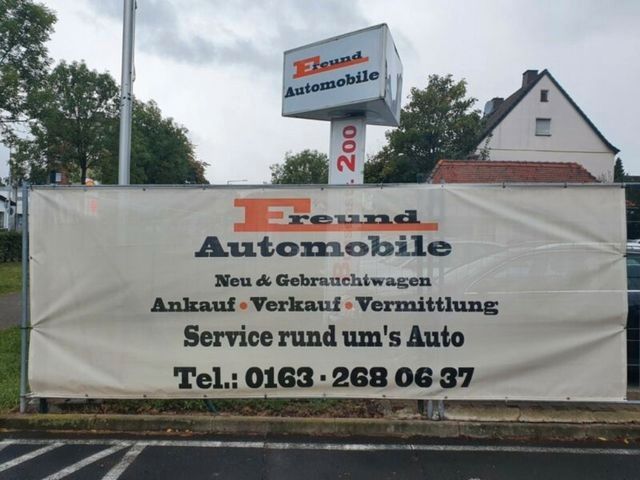 Freund
Automobile
200
Freund
Automobile
Neu & Gebrauchtwagen
Ankauf • Verkauf • Vermittlung
Service rund um's Auto
Tel.: 0163 · 268 06 37